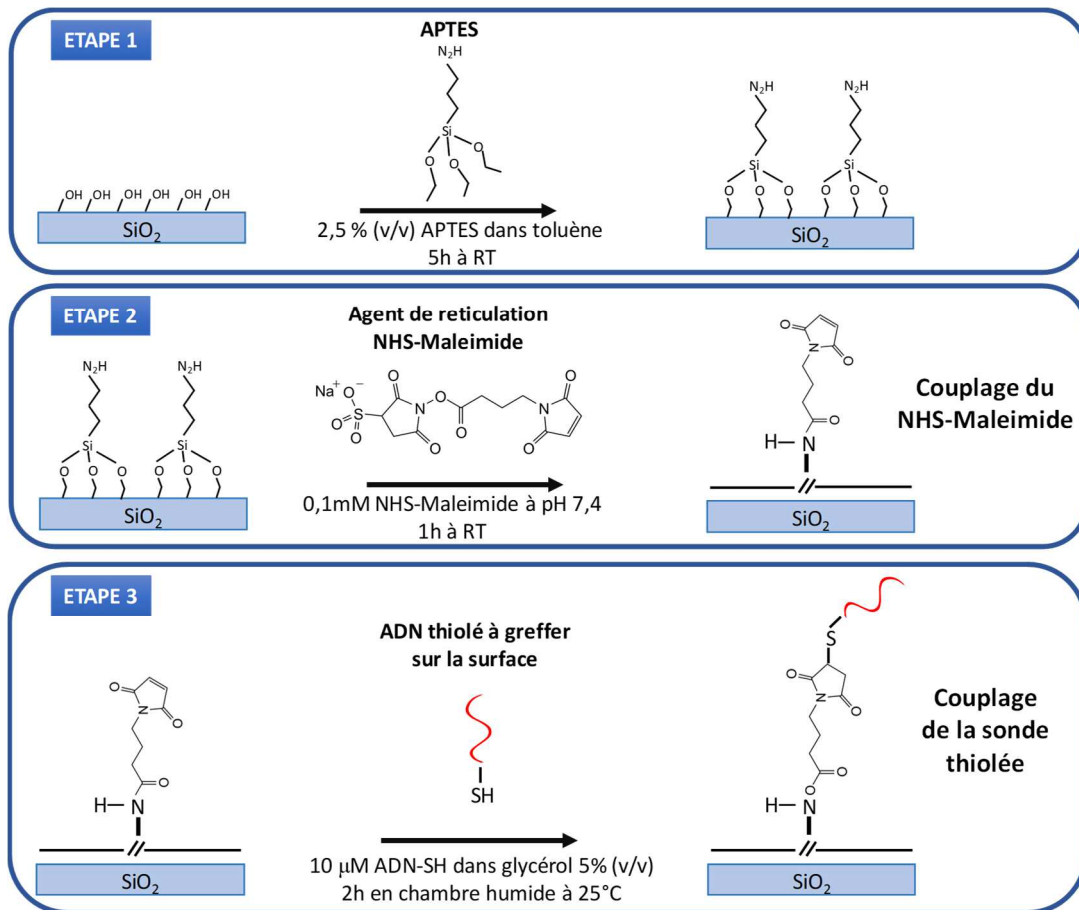 ETAPE 1
APTES
N₂H
Si
O
O
O
OH
OH
OH
OH
OH
OH
SiO₂
2,5 % (v/v) APTES dans toluène
5h à RT
N₂H
N₂H
Si
Si
O
O
O
O
O
O
SiO₂
ETAPE 2
Agent de reticulation
NHS-Maleimide
N₂H
N₂H
Si
Si
O
O
O
O
O
O
SiO₂
Na⁺
O⁻
S
O
O
O
N
O
O
O
O
N
O
0,1mM NHS-Maleimide à pH 7,4
1h à RT
O
N
O
O
H
N
SiO₂
Couplage du
NHS-Maleimide
ETAPE 3
ADN thiolé à greffer
sur la surface
O
N
O
O
H
N
SiO₂
SH
10 µM ADN-SH dans glycérol 5% (v/v)
2h en chambre humide à 25°C
S
O
N
O
O
O
H
N
SiO₂
Couplage
de la sonde
thiolée